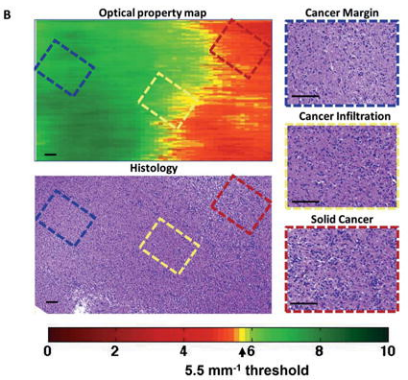 B
Optical property map
Cancer Margin
Cancer Infiltration
Histology
Solid Cancer
0 2 4 6 8 10
5.5 mm⁻¹ threshold